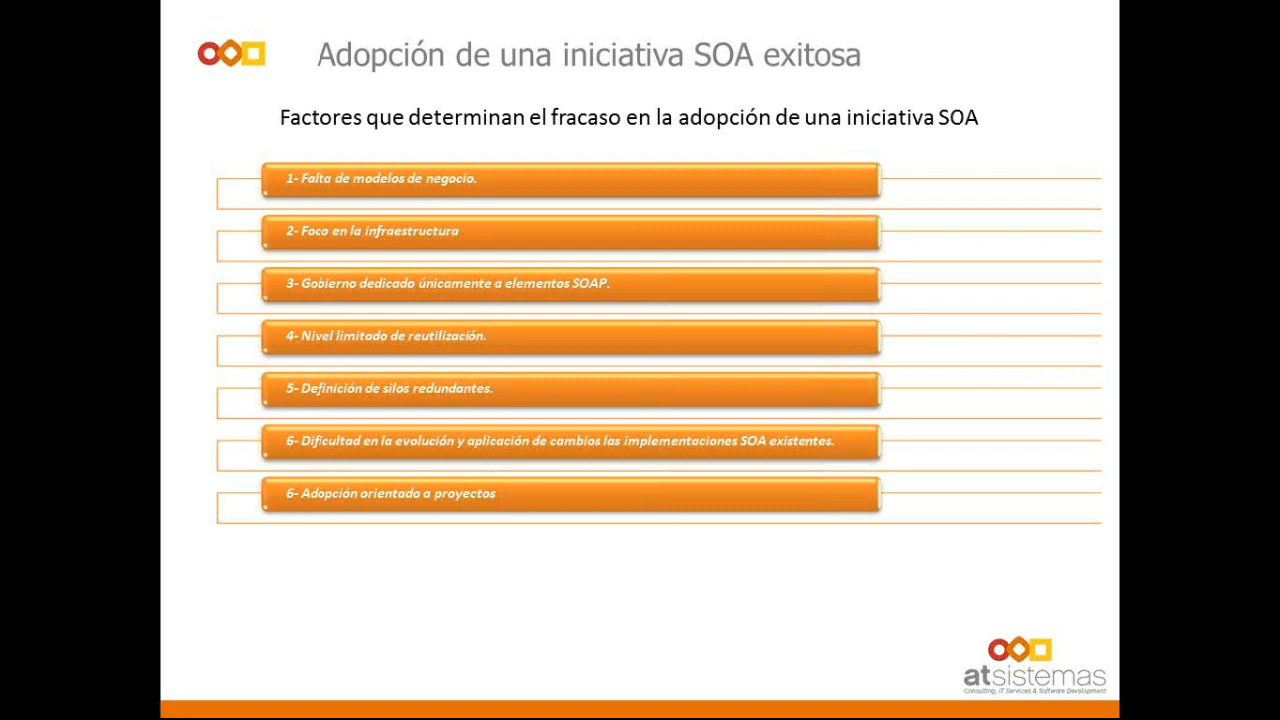 Adopción de una iniciativa SOA exitosa
Factores que determinan el fracaso en la adopción de una iniciativa SOA
1- Falta de modelos de negocio.
2- Foco en la infraestructura
3- Gobierno dedicado únicamente a elementos SOAP.
4- Nivel limitado de reutilización.
5- Definición de silos redundantes.
6- Dificultad en la evolución y aplicación de cambios las implementaciones SOA existentes.
6- Adopción orientado a proyectos
atsistemas
Consulting, IT Services & Software Development